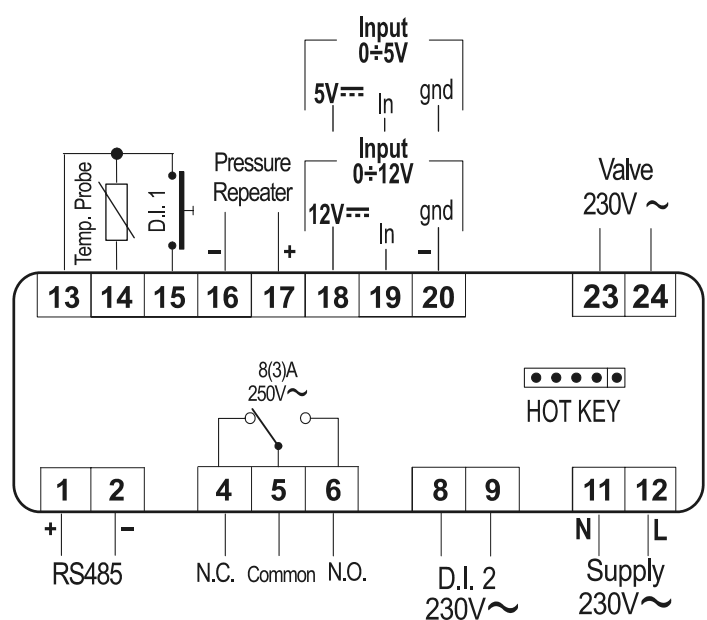 Input
0÷5V
5V⎓ In gnd
Input
0÷12V
12V⎓ In gnd
−
Temp. Probe
D.I. 1
Pressure
Repeater
− +
Valve
230V ~
13 14 15 16 17 18 19 20 23 24
8(3)A
250V~
HOT KEY
1 2 4 5 6 8 9 11 12
+ − N L
RS485 N.C. Common N.O. D.I. 2 Supply
230V~ 230V~